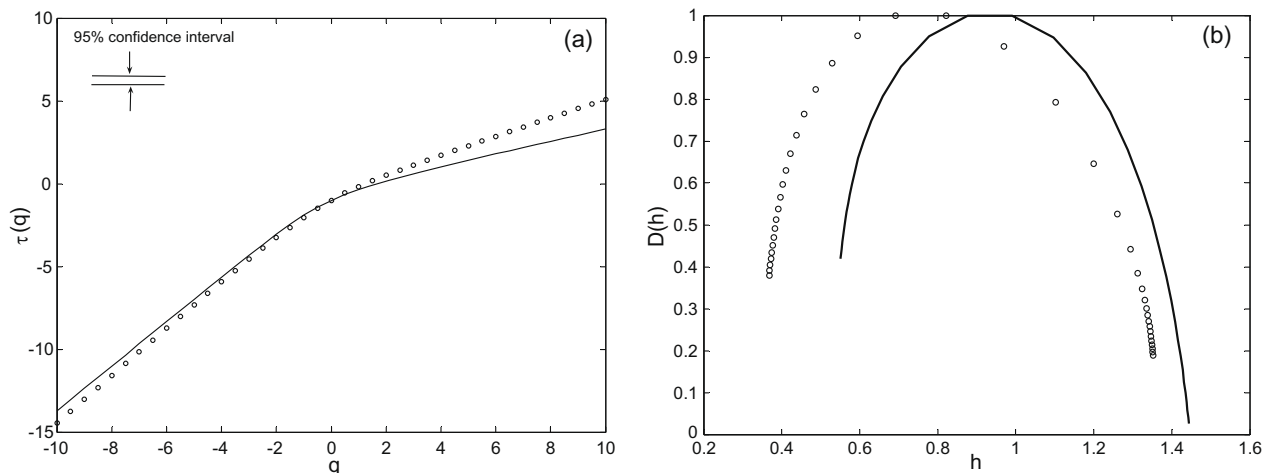 10
95% confidence interval
(a)
5
0
-5
-10
-15
τ(q)
-10 -8 -6 -4 -2 0 2 4 6 8 10
q
1
(b)
0.9
0.8
0.7
0.6
0.5
0.4
0.3
0.2
0.1
0
D(h)
0.2 0.4 0.6 0.8 1 1.2 1.4 1.6
h